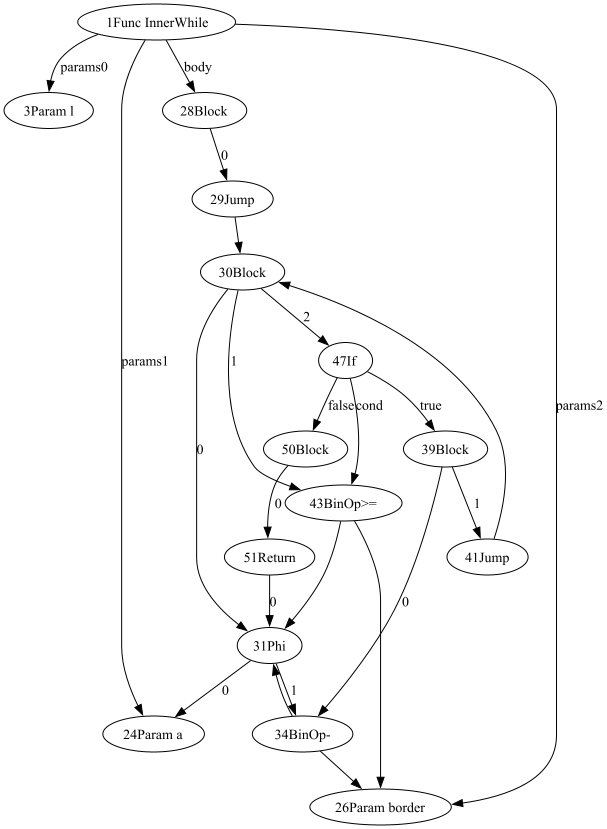 1Func InnerWhile
params0
body
3Param l
28Block
0
29Jump
30Block
2
47If
params1
1
params2
false
cond
true
0
50Block
39Block
43BinOp>=
0
1
51Return
41Jump
0
0
31Phi
0
1
24Param a
34BinOp-
26Param border